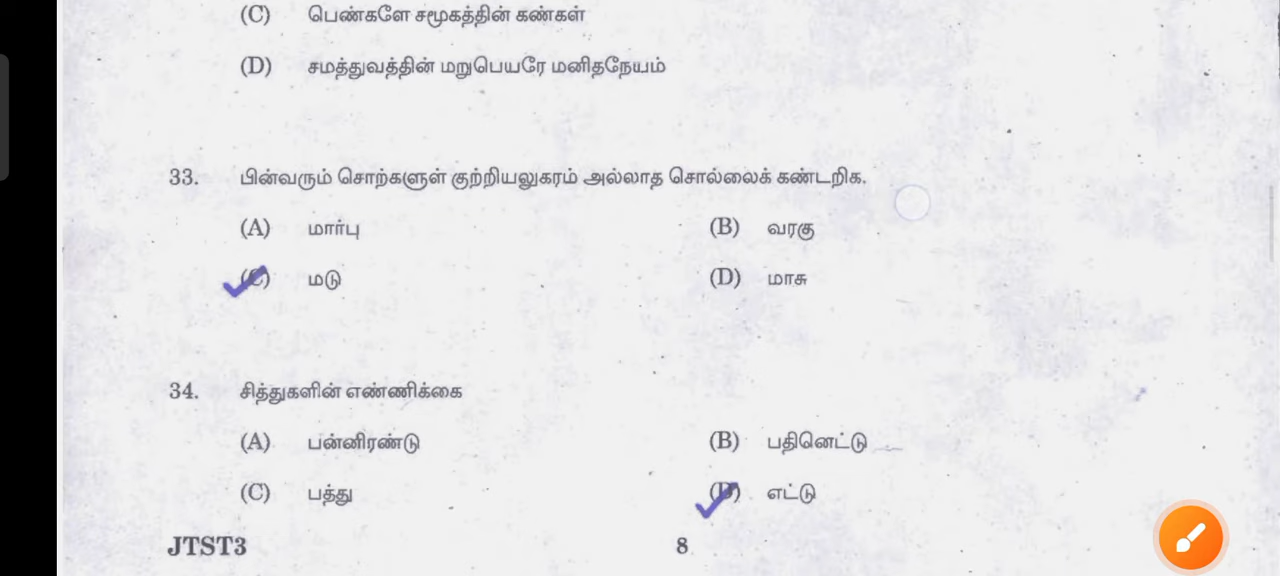 (C) பெண்களே சமூகத்தின் கண்கள்
(D) சமத்துவத்தின் மறுபெயரே மனிதநேயம்
33. பின்வரும் சொற்களுள் குற்றியலுகரம் அல்லாத சொல்லைக் கண்டறிக.
(A) மார்பு (B) வரகு
(C) மடு (D) மாசு
34. சித்துகளின் எண்ணிக்கை
(A) பன்னிரண்டு (B) பதினெட்டு
(C) பத்து (D) எட்டு
JTST3 8